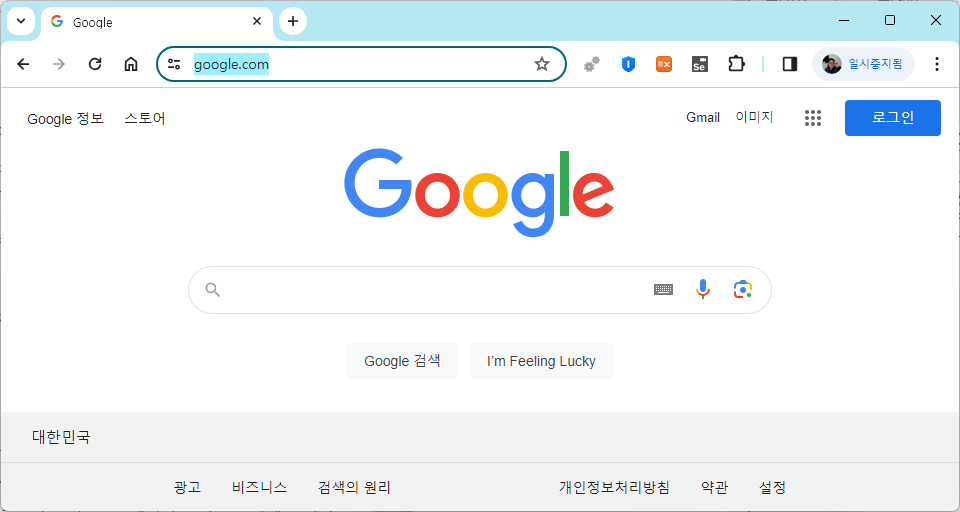 Google
google.com
Se
일시중지됨
Google 정보 스토어
Gmail 이미지 로그인
Google
Google 검색 I'm Feeling Lucky
대한민국
광고 비즈니스 검색의 원리 개인정보처리방침 약관 설정